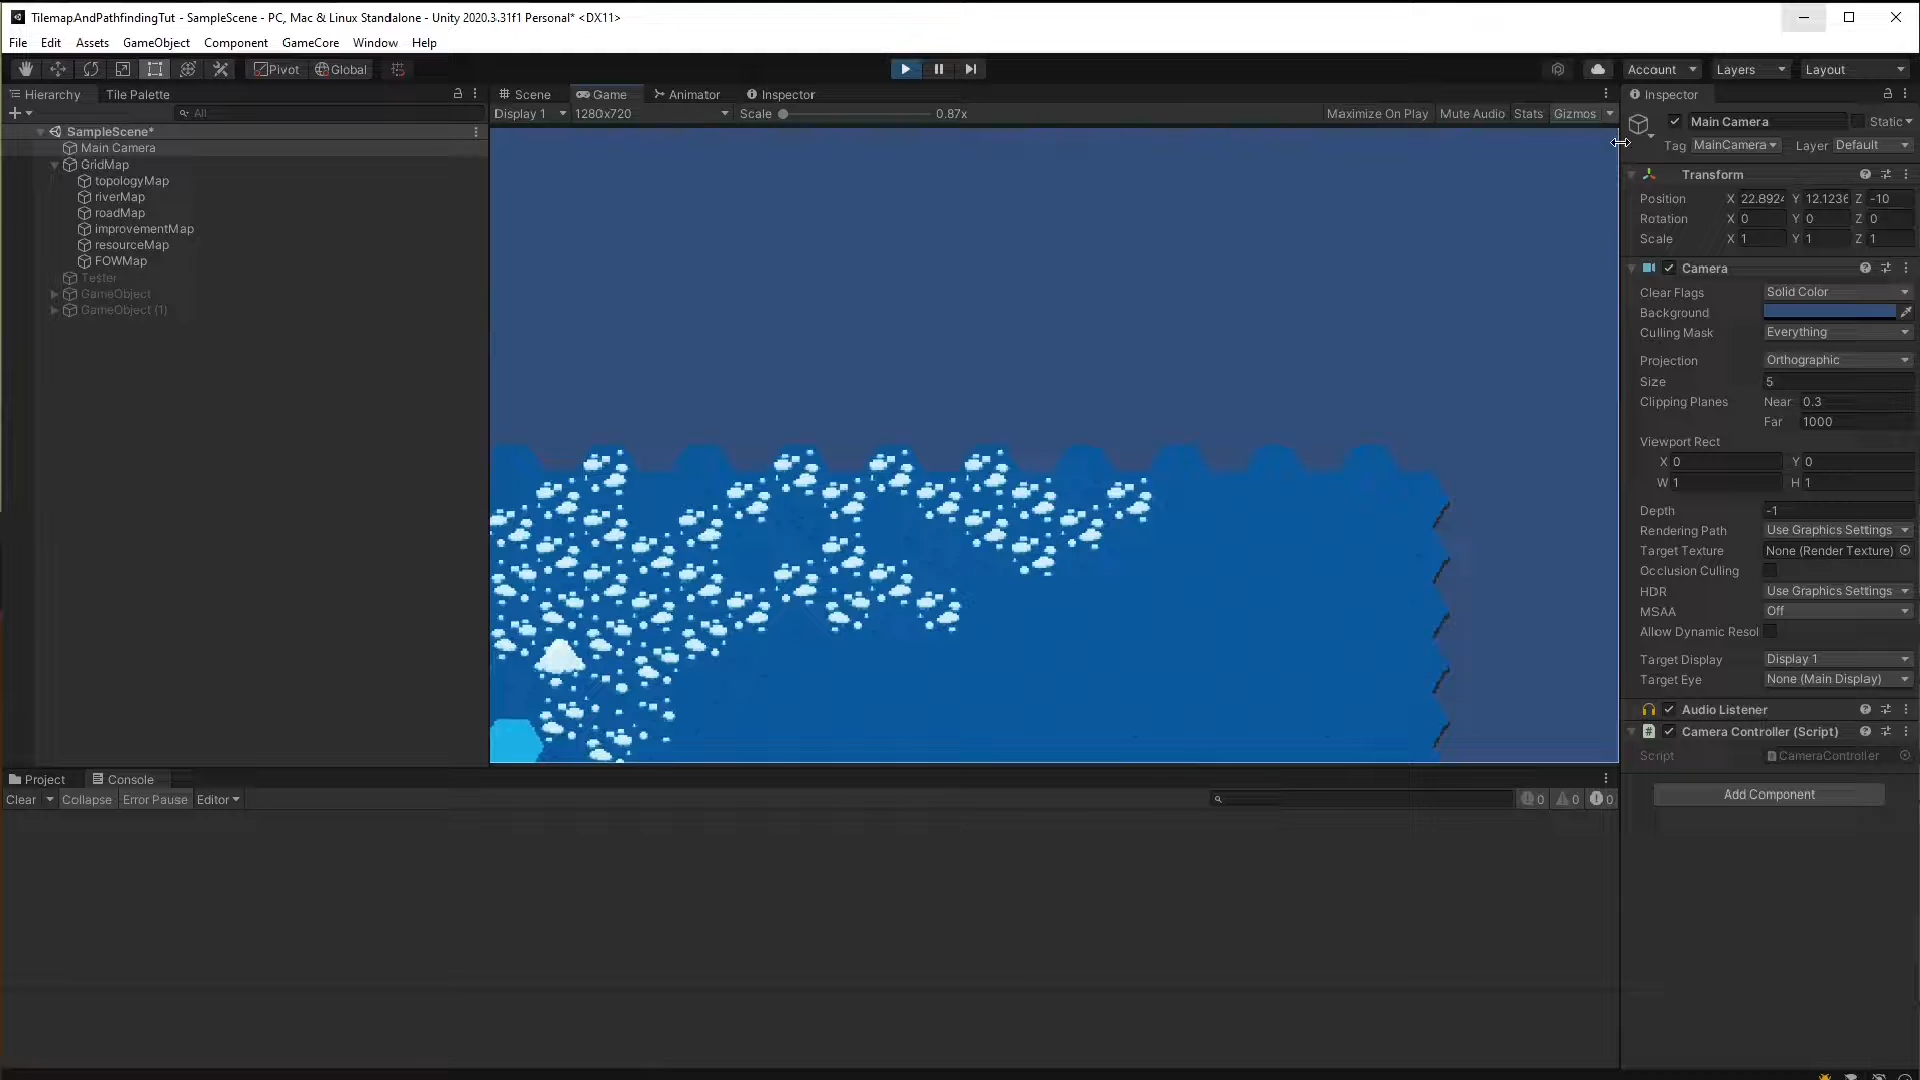 TilemapAndPathfindingTut - SampleScene - PC, Mac & Linux Standalone - Unity 2020.3.31f1 Personal* <DX11>
File Edit Assets GameObject Component GameCore Window Help
Pivot Global Account Layers Layout
Hierarchy Tile Palette Scene Game Animator Inspector Inspector
All Display 1 1280x720 Scale 0.87x Maximize On Play Mute Audio Stats Gizmos
SampleScene*
Main Camera
GridMap
topologyMap
riverMap
roadMap
improvementMap
resourceMap
FOWMap
Tester
GameObject
GameObject (1)
Main Camera Static
Tag MainCamera Layer Default
Transform
Position X 22.8924 Y 12.1236 Z -10
Rotation X 0 Y 0 Z 0
Scale X 1 Y 1 Z 1
Camera
Clear Flags Solid Color
Background
Culling Mask Everything
Projection Orthographic
Size 5
Clipping Planes Near 0.3
Far 1000
Viewport Rect
X 0 Y 0
W 1 H 1
Depth -1
Rendering Path Use Graphics Settings
Target Texture None (Render Texture)
Occlusion Culling
HDR Use Graphics Settings
MSAA Off
Allow Dynamic Resol
Target Display Display 1
Target Eye None (Main Display)
Audio Listener
Camera Controller (Script)
Script CameraController
Add Component
Project Console
Clear Collapse Error Pause Editor 0 0 0